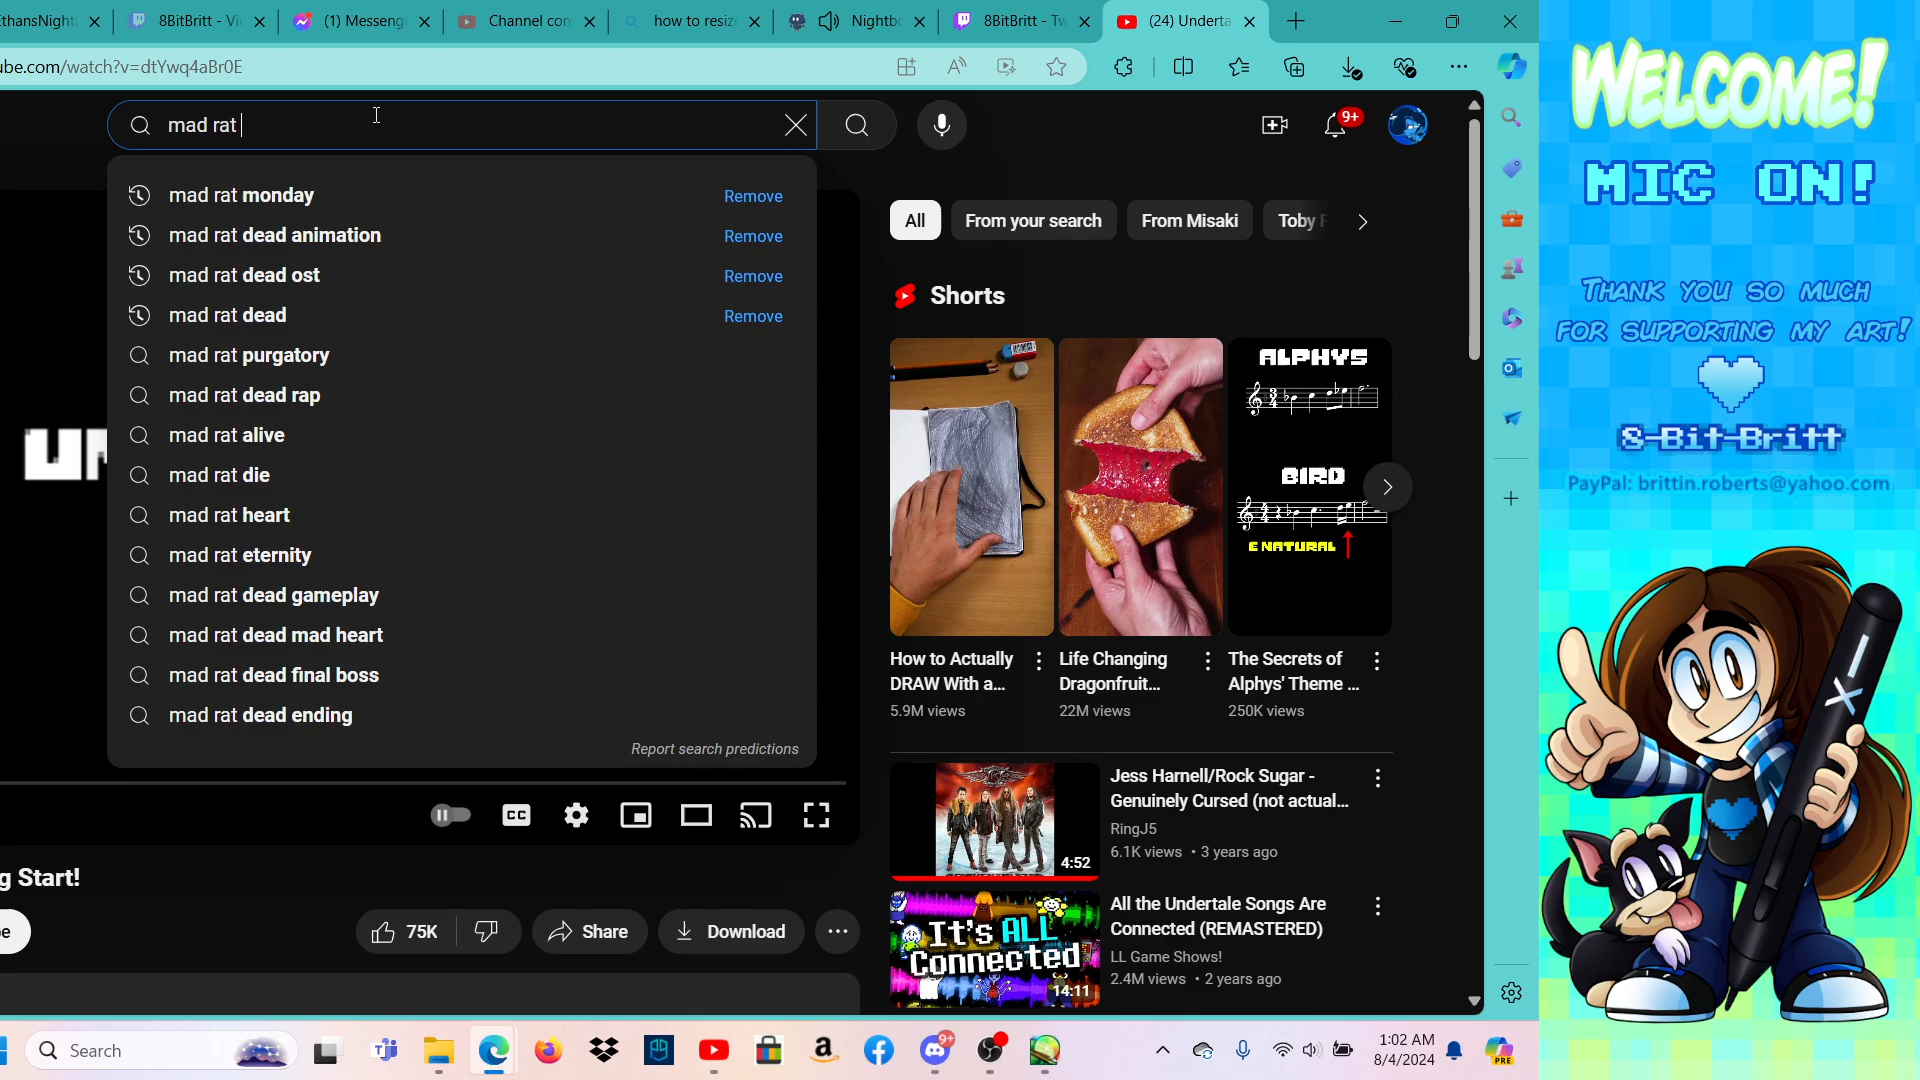 thansNight
8BitBritt - Vi
(1) Messeng
Channel con
how to resiz
Nightb
8BitBritt - Tw
(24) Underta
be.com/watch?v=dtYwq4aBr0E
mad rat
9+
mad rat monday
Remove
mad rat dead animation
Remove
mad rat dead ost
Remove
mad rat dead
Remove
mad rat purgatory
mad rat dead rap
mad rat alive
mad rat die
mad rat heart
mad rat eternity
mad rat dead gameplay
mad rat dead mad heart
mad rat dead final boss
mad rat dead ending
Report search predictions
All
From your search
From Misaki
Toby F
Shorts
ALPHYS
BIRD
E NATURAL
How to Actually
DRAW With a...
5.9M views
Life Changing
Dragonfruit...
22M views
The Secrets of
Alphys' Theme ...
250K views
4:52
Jess Harnell/Rock Sugar -
Genuinely Cursed (not actual...
RingJ5
6.1K views • 3 years ago
It's ALL
Connected
14:11
All the Undertale Songs Are
Connected (REMASTERED)
LL Game Shows!
2.4M views • 2 years ago
CC
g Start!
e
75K
Share
Download
Search
9+
1:02 AM
8/4/2024
PRE
WELCOME!
MIC ON!
THANK YOU SO MUCH
FOR SUPPORTING MY ART!
8-Bit-Britt
PayPal: brittin.roberts@yahoo.com